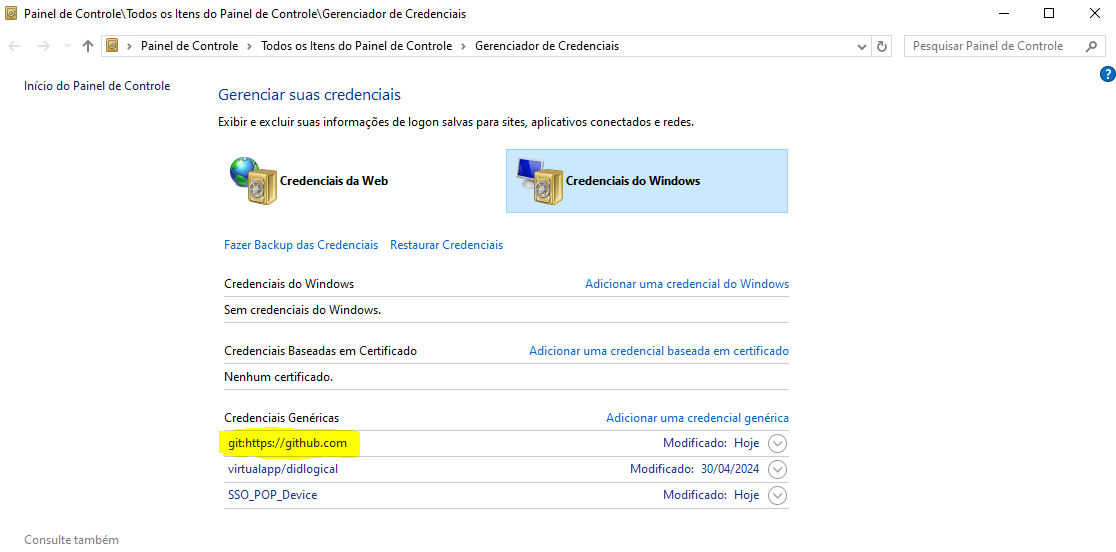 Painel de Controle\Todos os Itens do Painel de Controle\Gerenciador de Credenciais
Painel de Controle > Todos os Itens do Painel de Controle > Gerenciador de Credenciais
Pesquisar Painel de Controle
?
Início do Painel de Controle
Gerenciar suas credenciais
Exibir e excluir suas informações de logon salvas para sites, aplicativos conectados e redes.
Credenciais da Web
Credenciais do Windows
Fazer Backup das Credenciais Restaurar Credenciais
Credenciais do Windows Adicionar uma credencial do Windows
Sem credenciais do Windows.
Credenciais Baseadas em Certificado Adicionar uma credencial baseada em certificado
Nenhum certificado.
Credenciais Genéricas Adicionar uma credencial genérica
git:https://github.com Modificado: Hoje
virtualapp/didlogical Modificado: 30/04/2024
SSO_POP_Device Modificado: Hoje
Consulte também